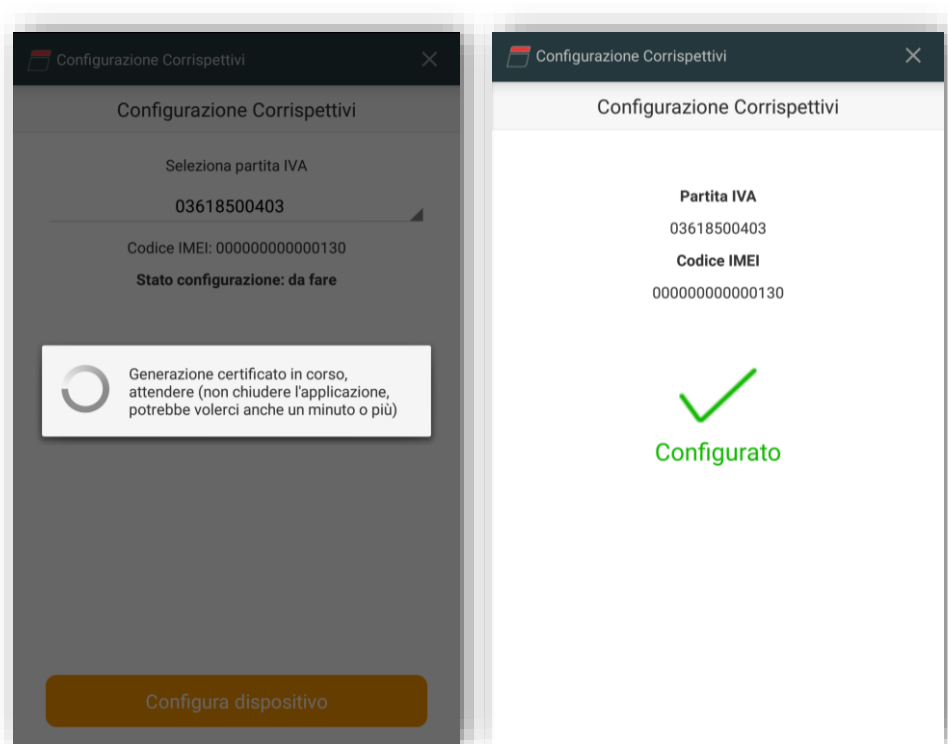 Configurazione Corrispettivi
Configurazione Corrispettivi
Seleziona partita IVA
03618500403
Codice IMEI: 000000000000130
Stato configurazione: da fare
Generazione certificato in corso,
attendere (non chiudere l'applicazione,
potrebbe volerci anche un minuto o più)
Configura dispositivo
Configurazione Corrispettivi
Configurazione Corrispettivi
Partita IVA
03618500403
Codice IMEI
000000000000130
Configurato